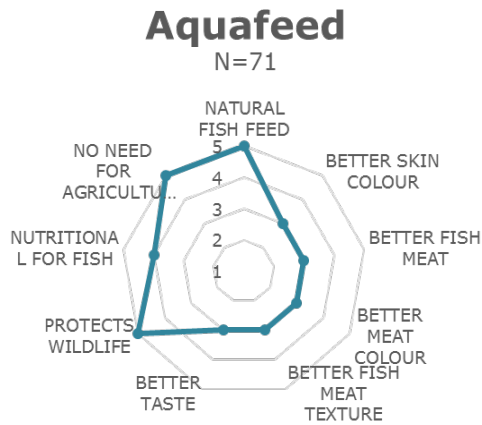 Aquafeed
N=71
NATURAL
FISH FEED
BETTER SKIN
COLOUR
BETTER FISH
MEAT
BETTER
MEAT
COLOUR
BETTER FISH
MEAT
TEXTURE
BETTER
TASTE
PROTECTS
WILDLIFE
NUTRITIONA
L FOR FISH
NO NEED
FOR
AGRICULTU...
5
4
3
2
1